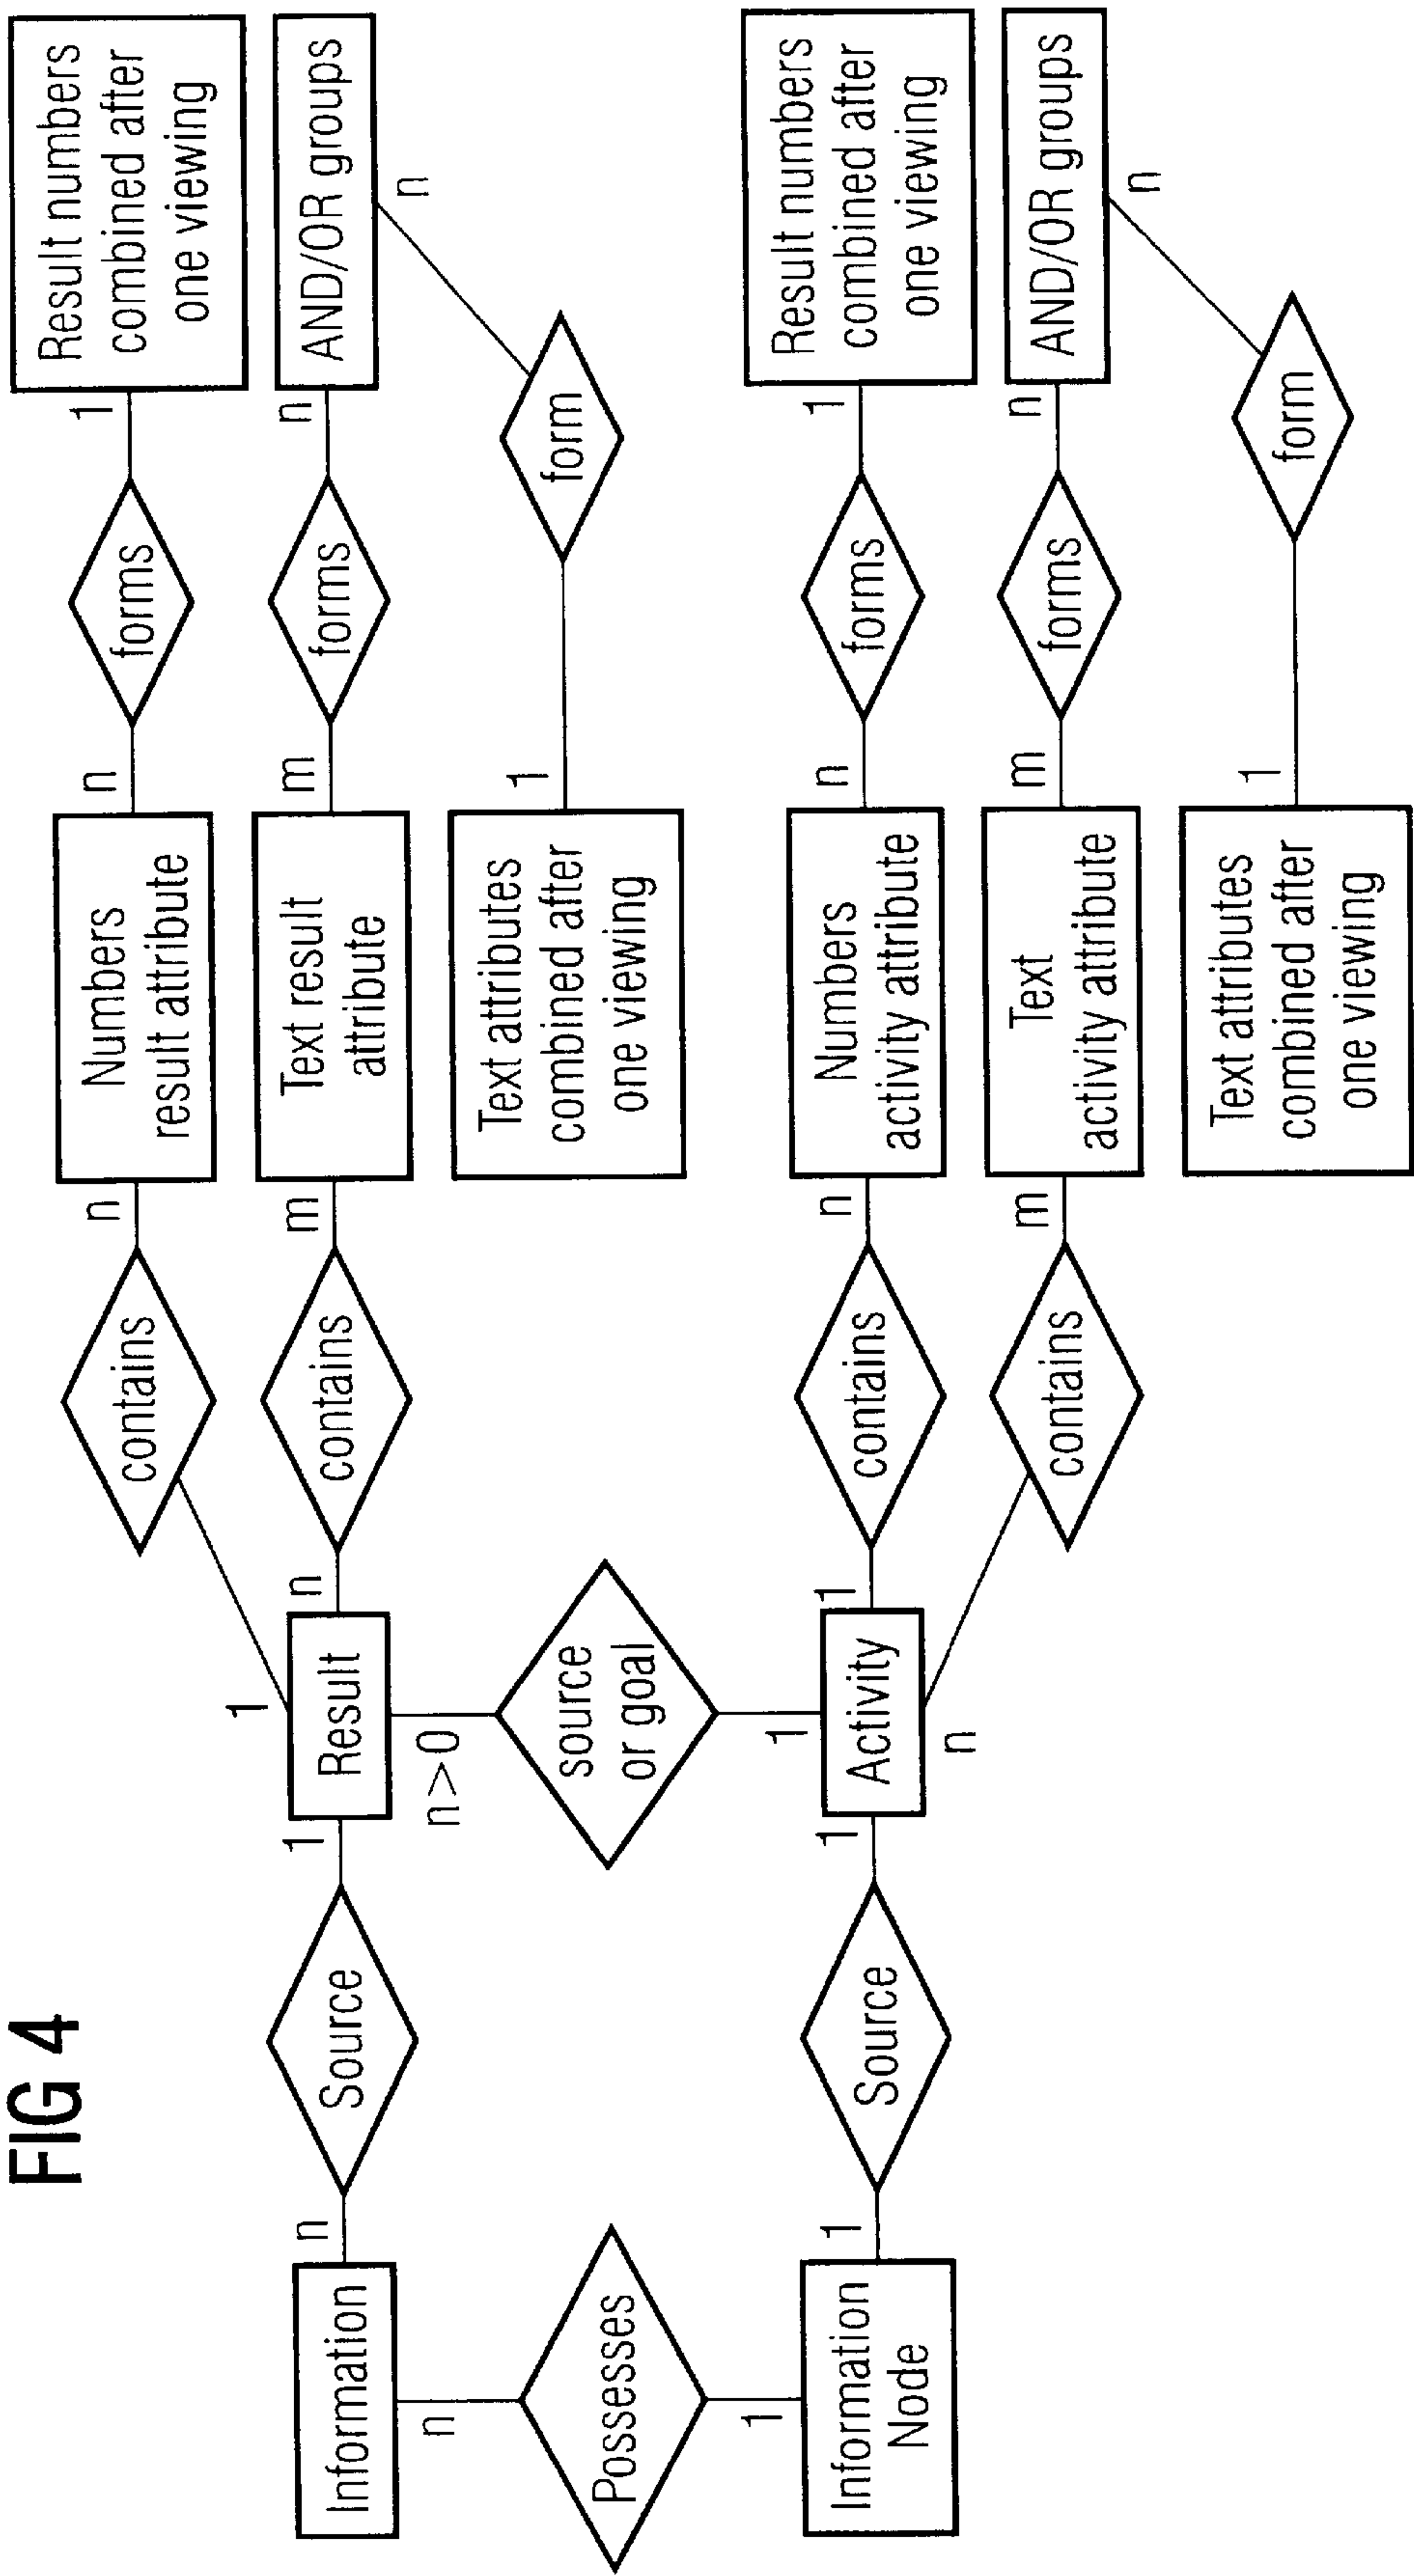 FIG 4
contains
n
Numbers
result attribute
n
forms
1
Result numbers
combined after
one viewing
1
Information
n
Source
1
Result
n
contains
m
Text result
attribute
m
forms
n
AND/OR groups
n
n
n>0
Possesses
source
or goal
Text attributes
combined after
one viewing
1
form
1
1
Information
Node
1
Source
1
Activity
1
contains
n
Numbers
activity attribute
n
forms
1
Result numbers
combined after
one viewing
n
contains
m
Text
activity attribute
m
forms
n
AND/OR groups
n
Text attributes
combined after
one viewing
1
form